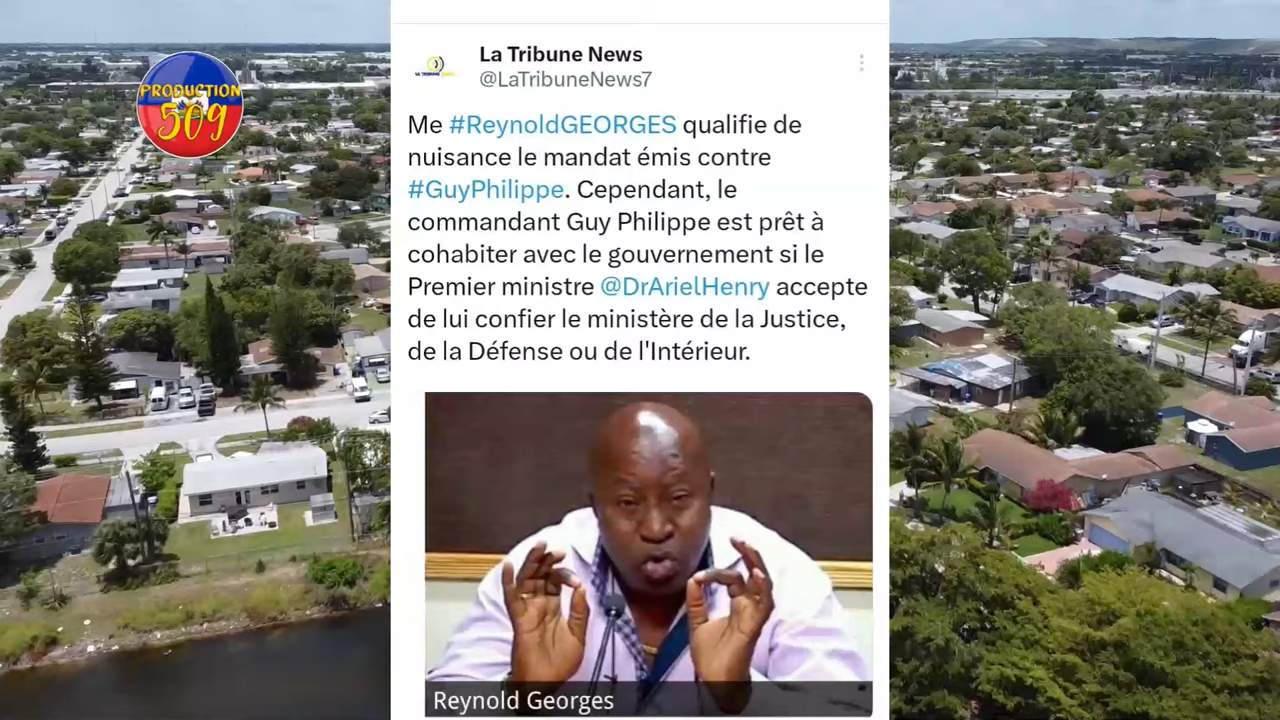 PRODUCTION
509
La Tribune News
@LaTribuneNews7
Me #ReynoldGEORGES qualifie de
nuisance le mandat émis contre
#GuyPhilippe. Cependant, le
commandant Guy Philippe est prêt à
cohabiter avec le gouvernement si le
Premier ministre @DrArielHenry accepte
de lui confier le ministère de la Justice,
de la Défense ou de l'Intérieur.
Reynold Georges